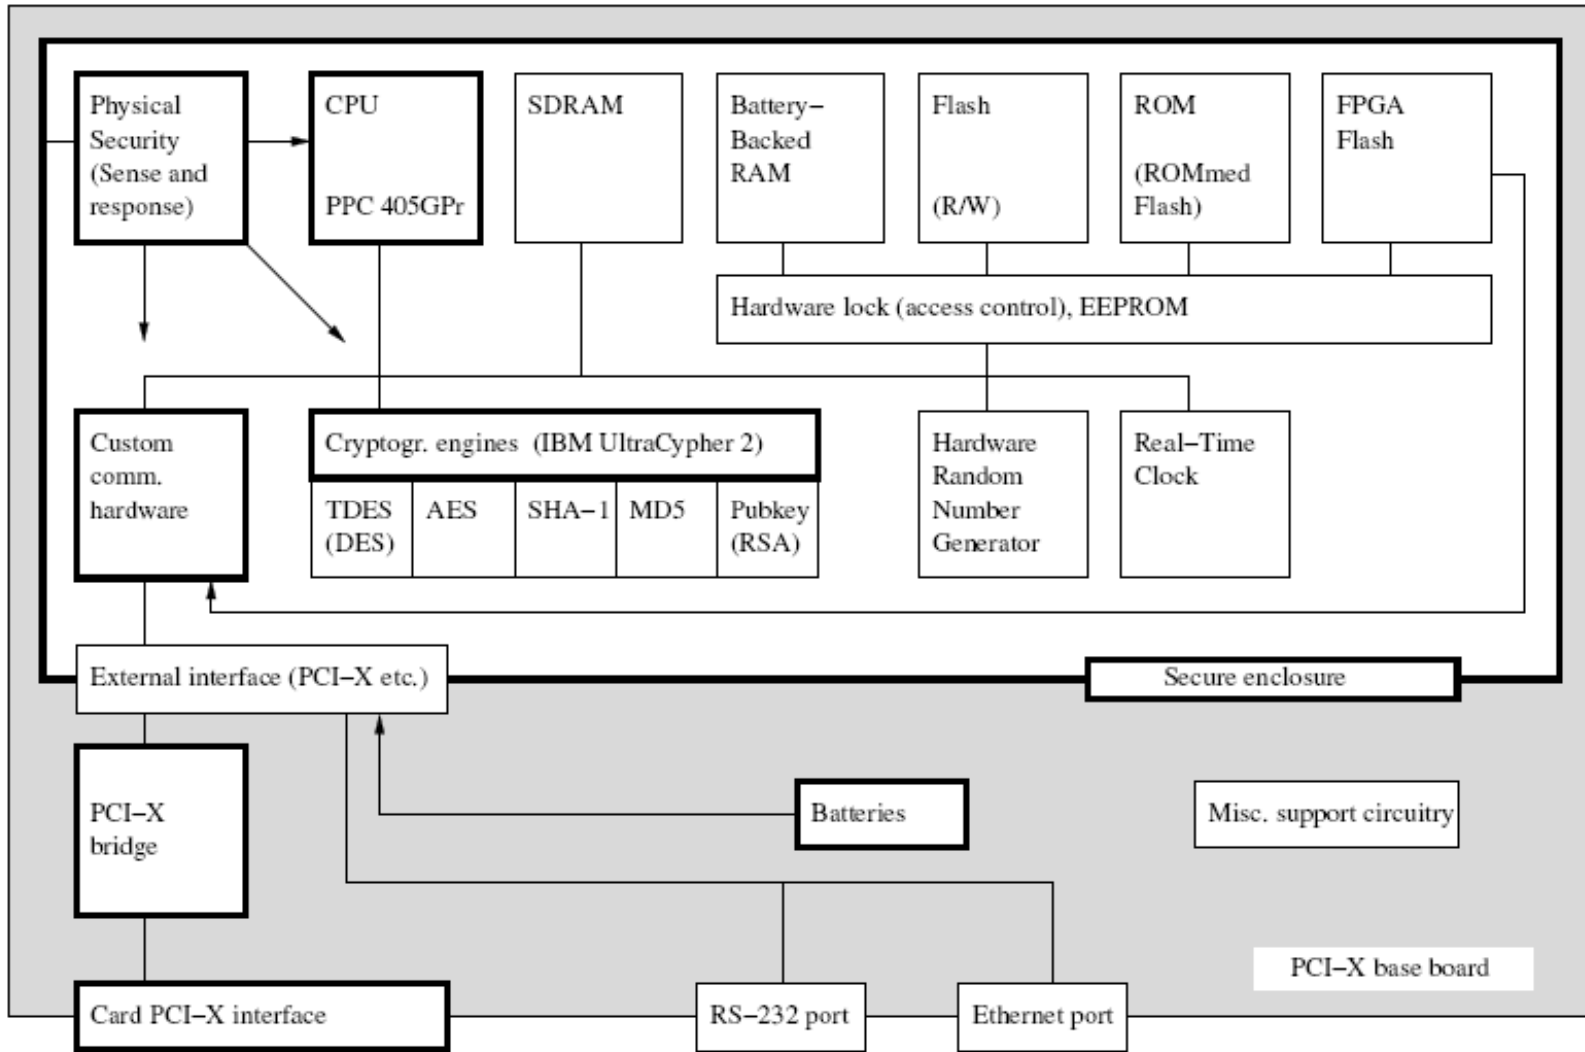 Physical
Security
(Sense and
response)
CPU
PPC 405GPr
SDRAM
Battery–
Backed
RAM
Flash
(R/W)
ROM
(ROMmed
Flash)
FPGA
Flash
Hardware lock (access control), EEPROM
Custom
comm.
hardware
Cryptogr. engines (IBM UltraCypher 2)
TDES
(DES)
AES
SHA–1
MD5
Pubkey
(RSA)
Hardware
Random
Number
Generator
Real–Time
Clock
External interface (PCI–X etc.)
Secure enclosure
PCI–X
bridge
Batteries
Misc. support circuitry
PCI–X base board
Card PCI–X interface
RS–232 port
Ethernet port